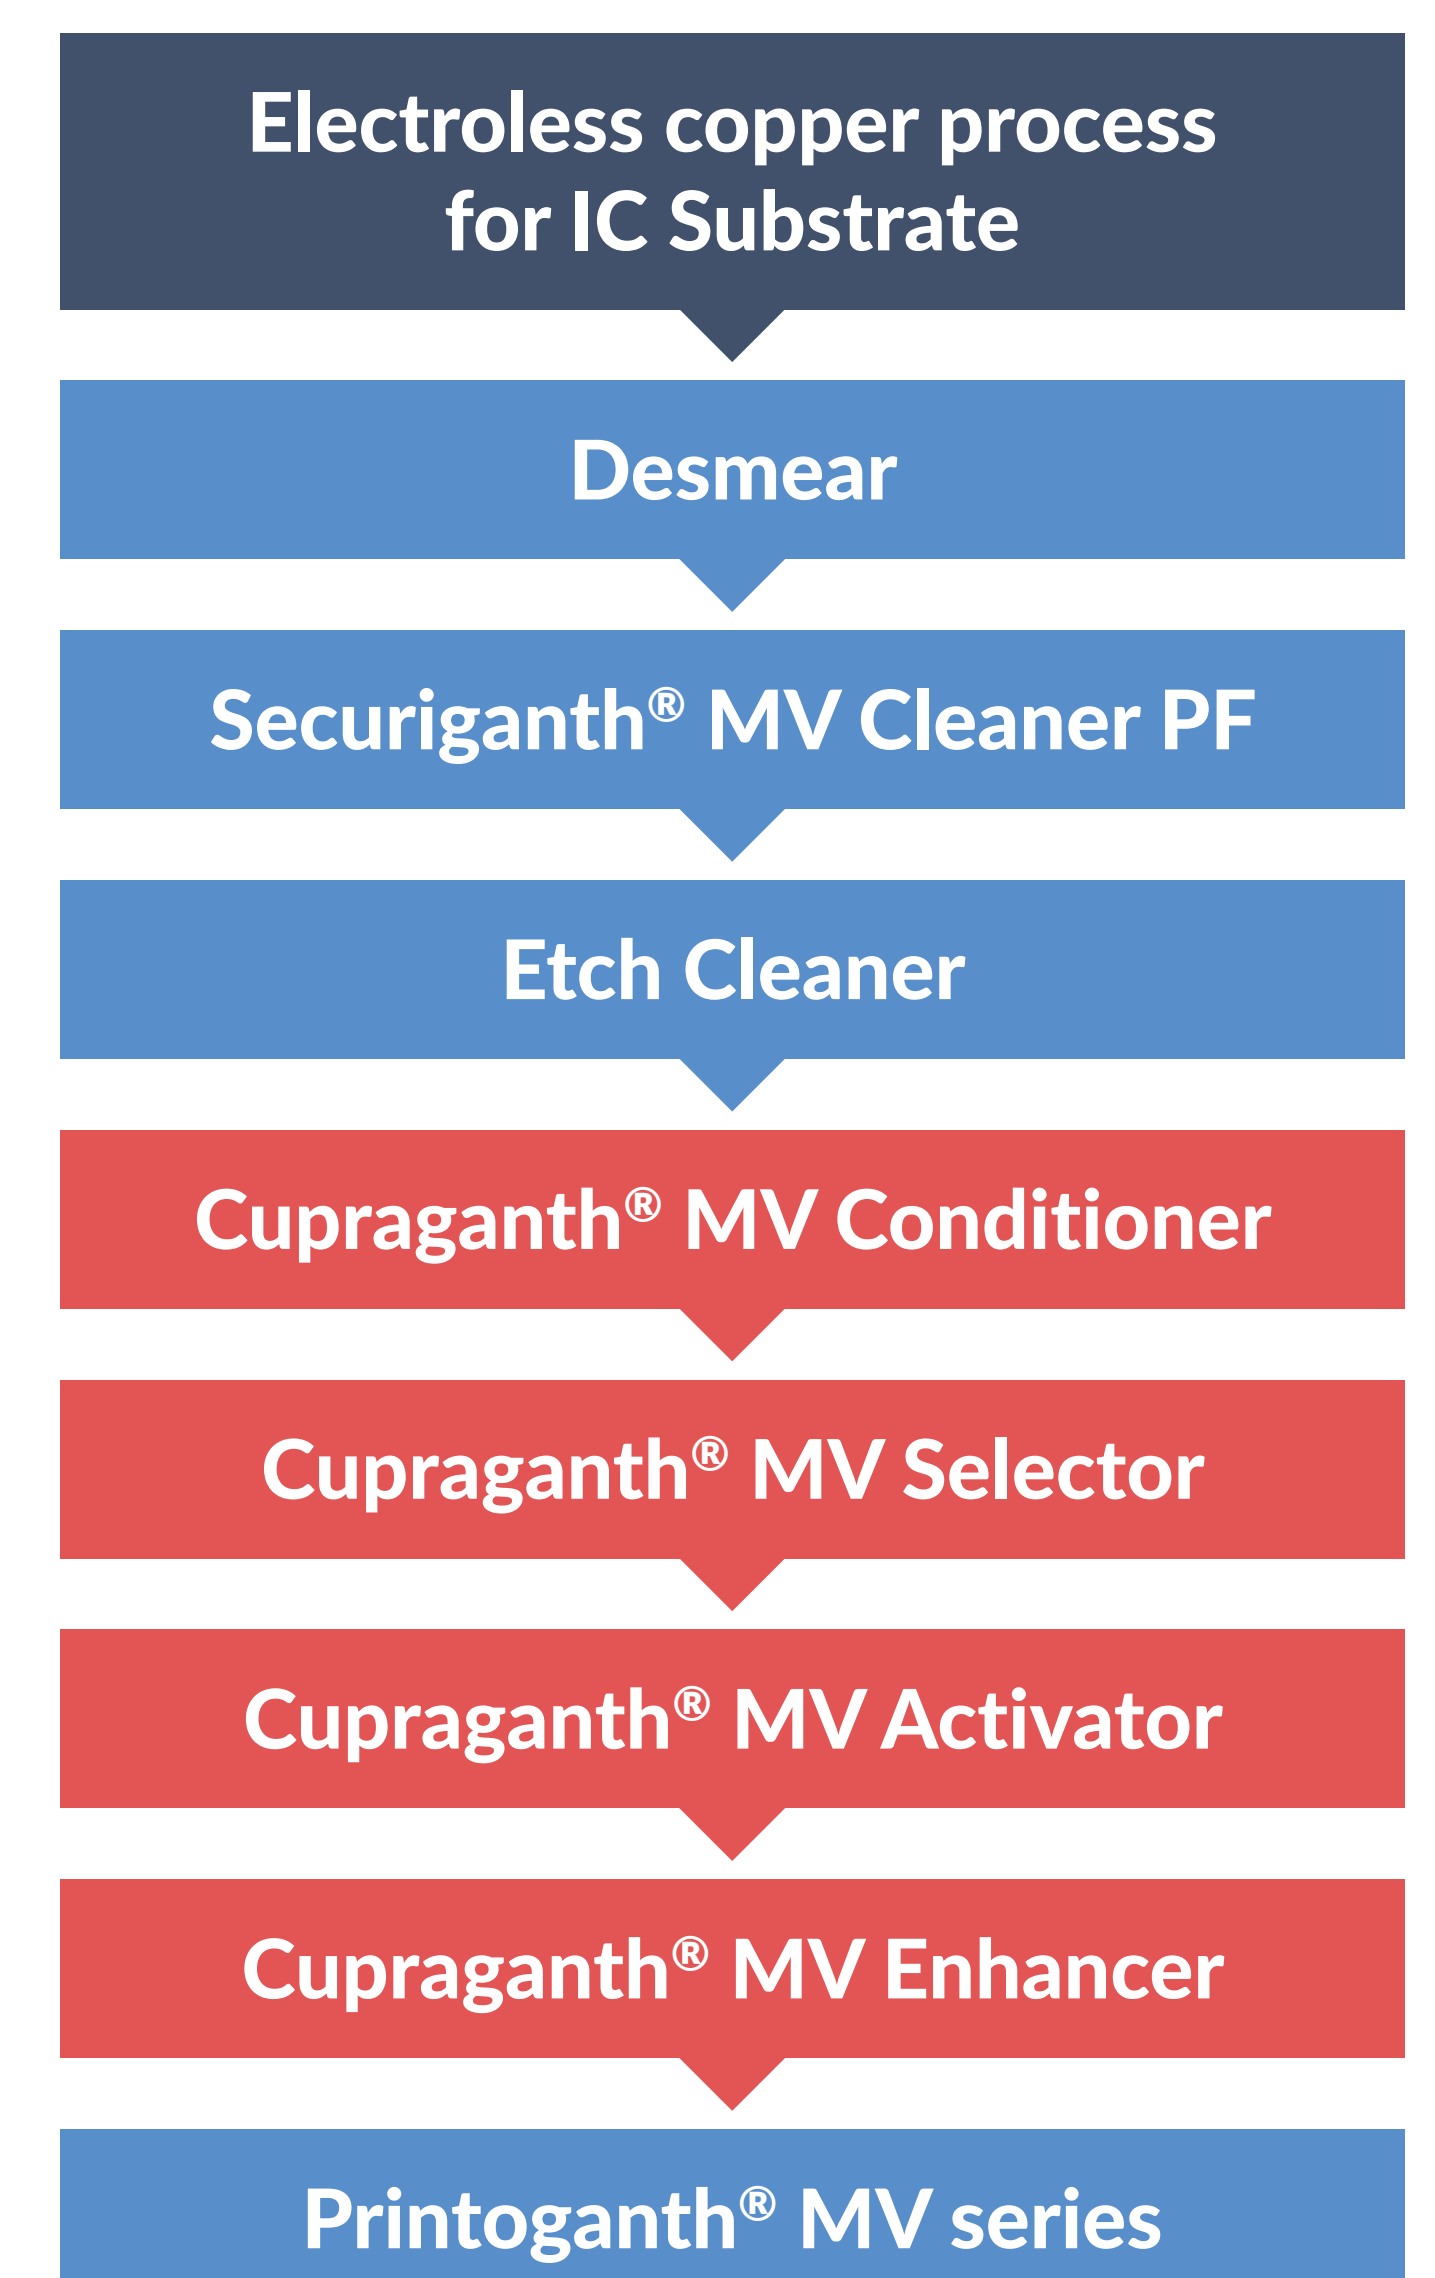 Electroless copper process
for IC Substrate
Desmear
Securiganth® MV Cleaner PF
Etch Cleaner
Cupraganth® MV Conditioner
Cupraganth® MV Selector
Cupraganth® MV Activator
Cupraganth® MV Enhancer
Printoganth® MV series